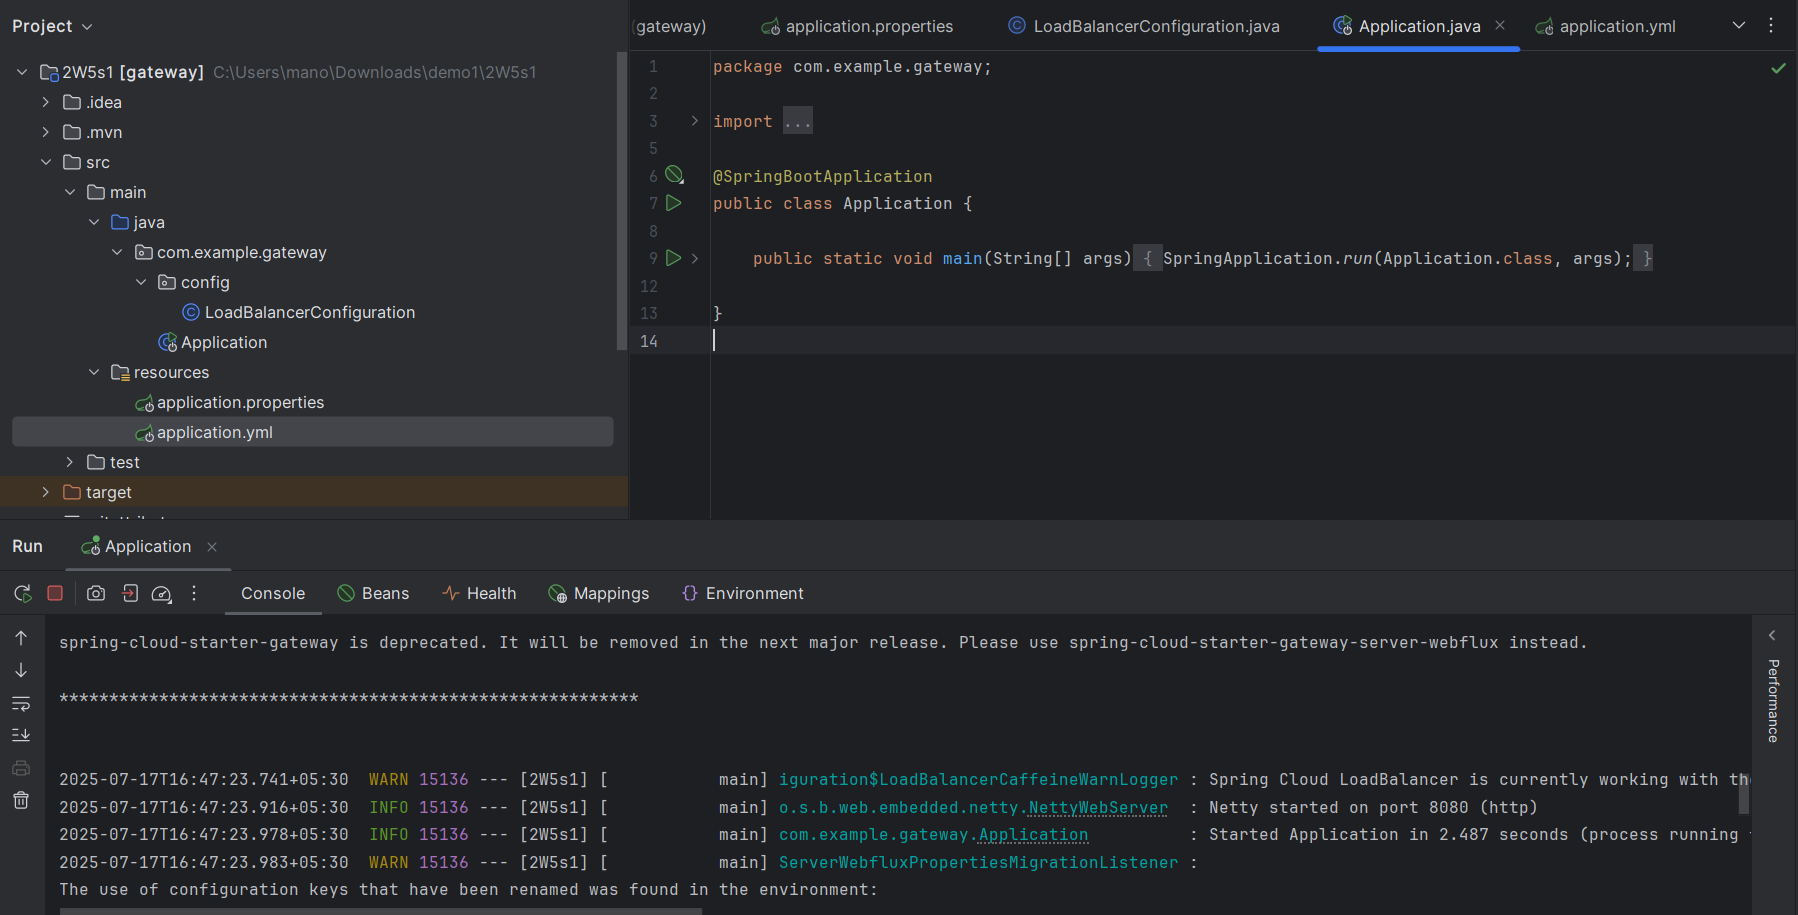 Project
2W5s1 [gateway] C:\Users\mano\Downloads\demo1\2W5s1
.idea
.mvn
src
main
java
com.example.gateway
config
LoadBalancerConfiguration
Application
resources
application.properties
application.yml
test
target
(gateway)
application.properties
LoadBalancerConfiguration.java
Application.java
application.yml
1 package com.example.gateway;
2
3 import ...
5
6 @SpringBootApplication
7 public class Application {
8
9 public static void main(String[] args) { SpringApplication.run(Application.class, args); }
12
13 }
14
Run
Application
Console
Beans
Health
Mappings
Environment
spring-cloud-starter-gateway is deprecated. It will be removed in the next major release. Please use spring-cloud-starter-gateway-server-webflux instead.
**********************************************************
2025-07-17T16:47:23.741+05:30  WARN 15136 --- [2W5s1] [           main] iguration$LoadBalancerCaffeineWarnLogger : Spring Cloud LoadBalancer is currently working with
2025-07-17T16:47:23.916+05:30  INFO 15136 --- [2W5s1] [           main] o.s.b.web.embedded.netty.NettyWebServer  : Netty started on port 8080 (http)
2025-07-17T16:47:23.978+05:30  INFO 15136 --- [2W5s1] [           main] com.example.gateway.Application          : Started Application in 2.487 seconds (process running
2025-07-17T16:47:23.983+05:30  WARN 15136 --- [2W5s1] [           main] ServerWebfluxPropertiesMigrationListener :
The use of configuration keys that have been renamed was found in the environment:
Performance